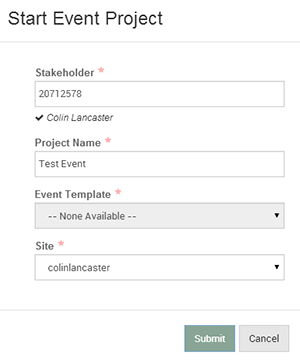 Start Event Project
Stakeholder *
20712578
✔ Colin Lancaster
Project Name *
Test Event
Event Template *
-- None Available --
Site *
colinlancaster
Submit Cancel